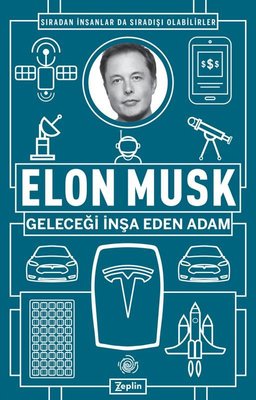 SIRADAN İNSANLAR DA SIRADIŞI OLABİLİRLER
$$$
ELON MUSK
GELECEĞİ İNŞA EDEN ADAM
Zeplin